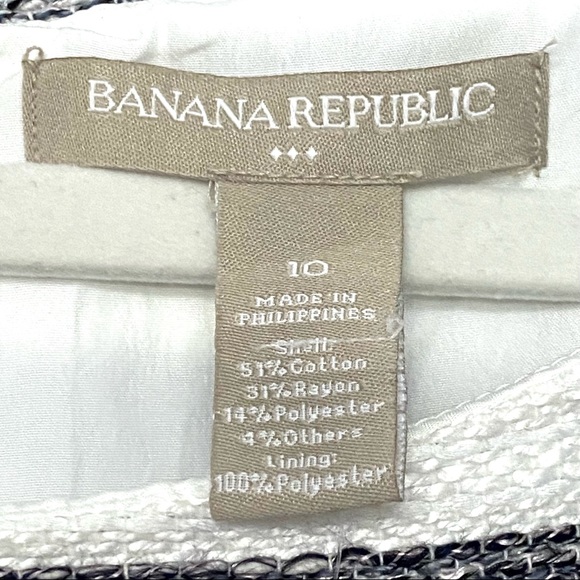 BANANA REPUBLIC
10
MADE IN
PHILIPPINES
Shell:
51% Cotton
31% Rayon
14% Polyester
4% Others
Lining:
100% Polyester